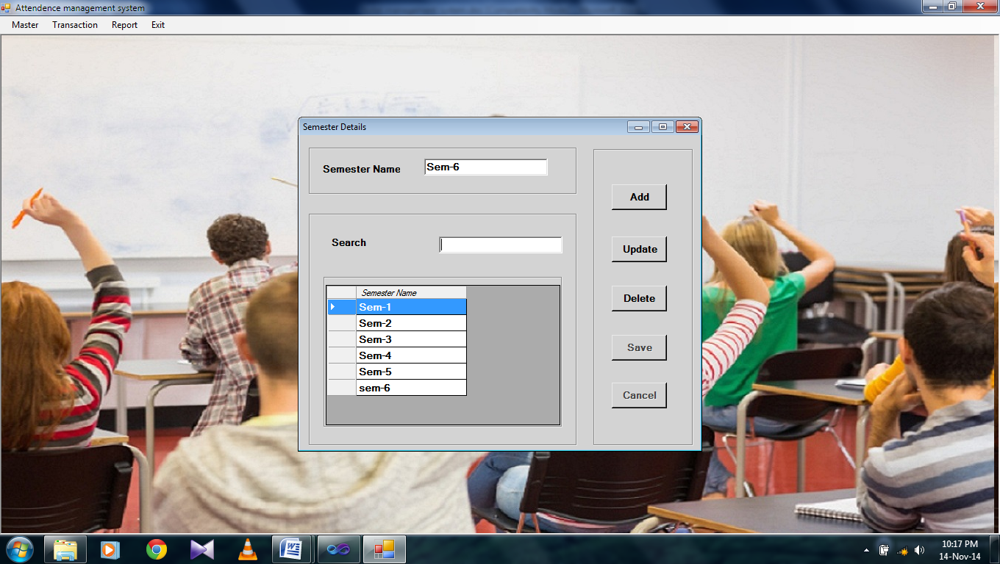 Attendence management system
Master Transaction Report Exit
Semester Details
Semester Name Sem-6
Search
Semester Name
Sem-1
Sem-2
Sem-3
Sem-4
Sem-5
sem-6
Add
Update
Delete
Save
Cancel
10:17 PM
14-Nov-14